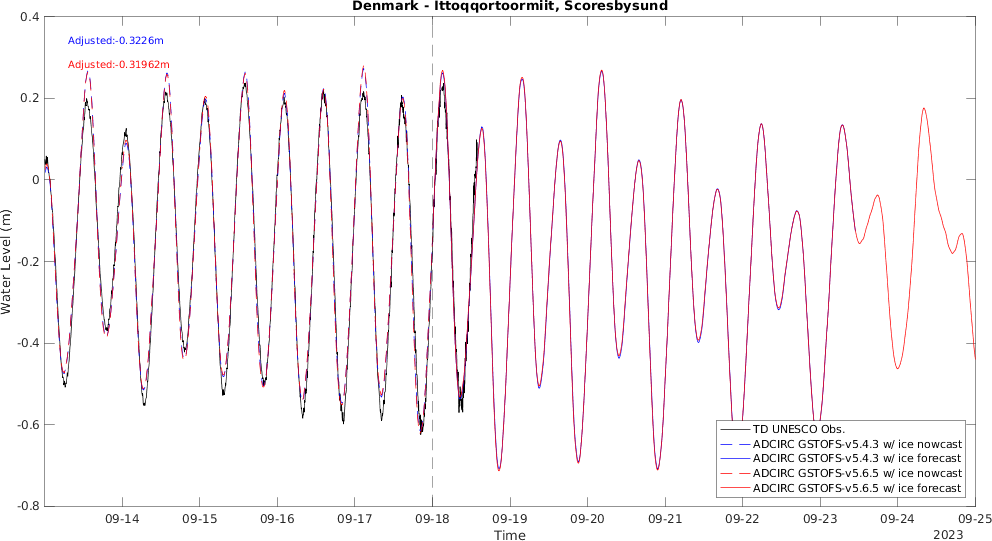 Denmark - Ittoqqortoormiit, Scoresbysund
Adjusted:-0.3226m
Adjusted:-0.31962m
0.4
0.2
0
-0.2
-0.4
-0.6
-0.8
Water Level (m)
TD UNESCO Obs.
ADCIRC GSTOFS-v5.4.3 w/ ice nowcast
ADCIRC GSTOFS-v5.4.3 w/ ice forecast
ADCIRC GSTOFS-v5.6.5 w/ ice nowcast
ADCIRC GSTOFS-v5.6.5 w/ ice forecast
09-14 09-15 09-16 09-17 09-18 09-19 09-20 09-21 09-22 09-23 09-24 09-25
Time
2023